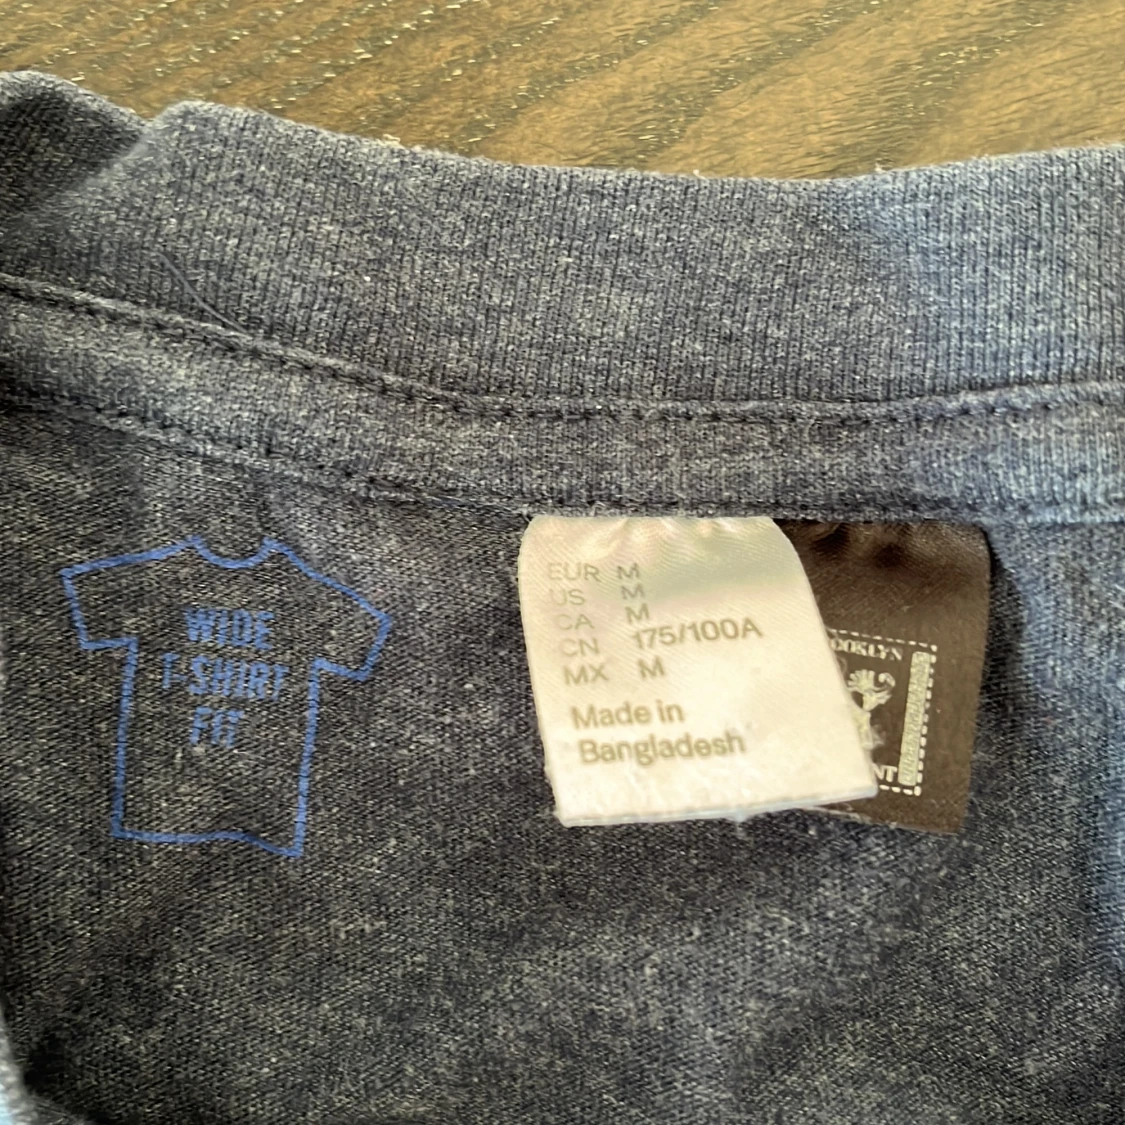 WIDE
T-SHIRT
FIT
EUR M
US M
CA M
CN 175/100A
MX M
Made in
Bangladesh